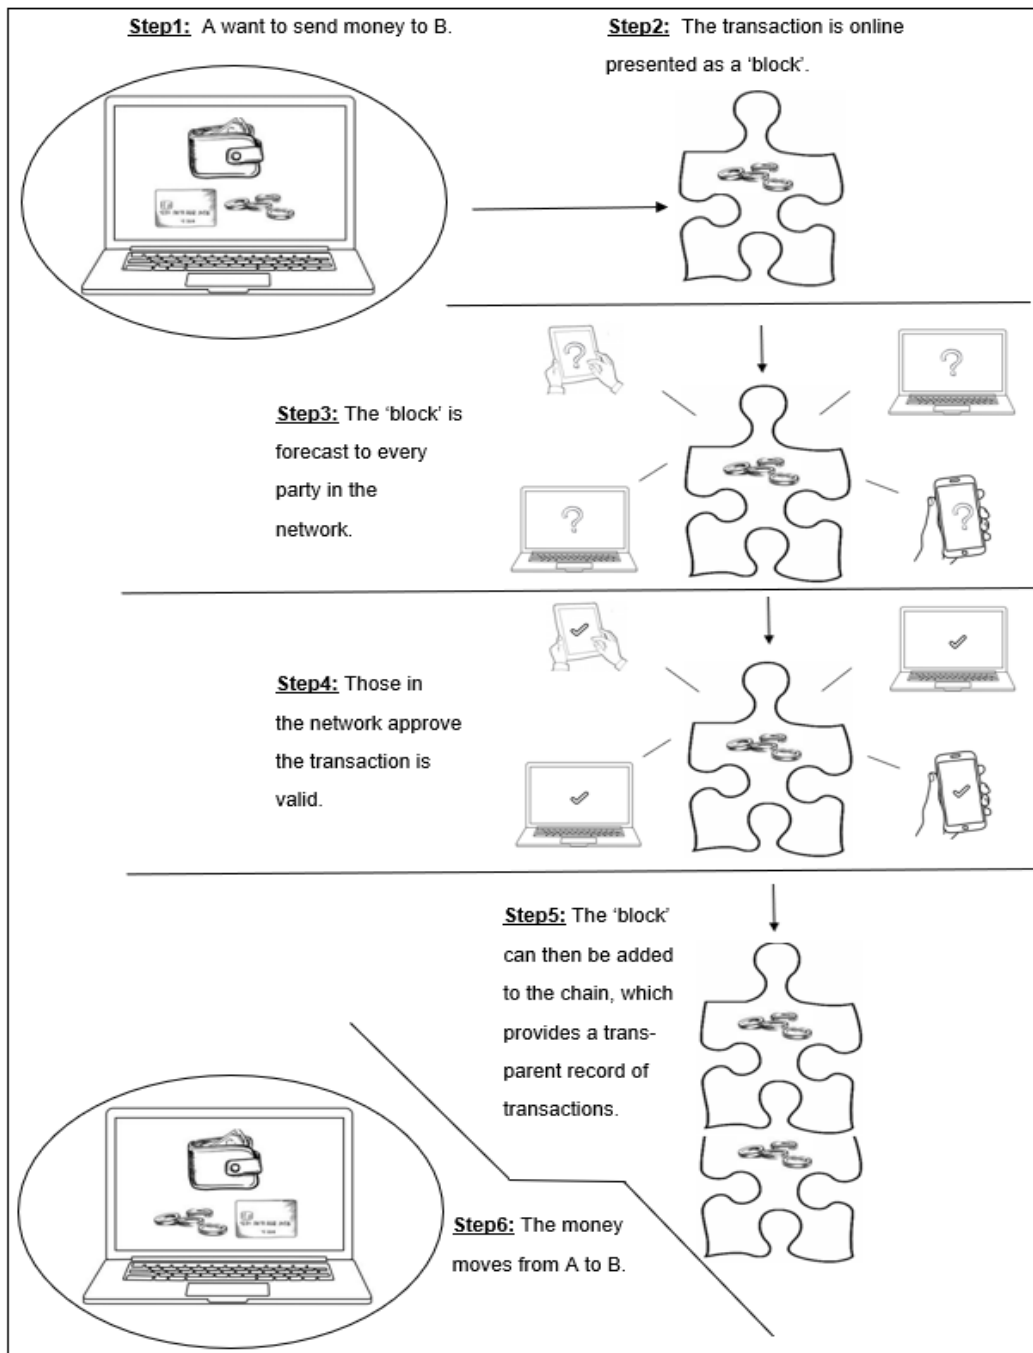 Step1: A want to send money to B.
Step2: The transaction is online
presented as a ‘block’.
Step3: The ‘block’ is
forecast to every
party in the
network.
Step4: Those in
the network approve
the transaction is
valid.
Step5: The ‘block’
can then be added
to the chain, which
provides a trans-
parent record of
transactions.
Step6: The money
moves from A to B.